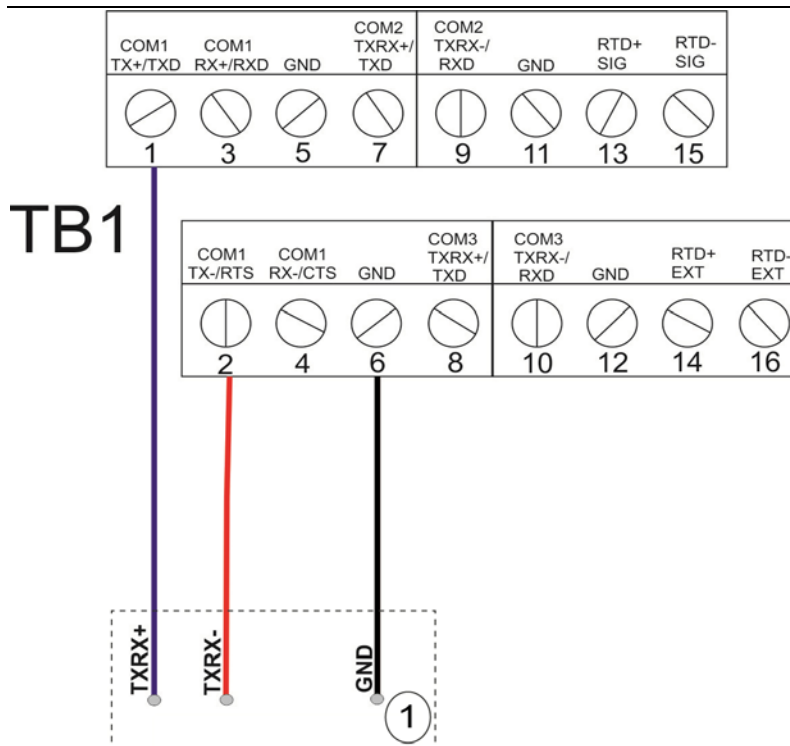 COM1 COM1 COM2 COM2 RTD+ RTD-
TX+/TXD RX+/RXD GND TXRX+/ TXRX-/ GND SIG SIG
TXD RXD
1 3 5 7 9 11 13 15
TB1
COM1 COM1 COM3 COM3 RTD+ RTD-
TX-/RTS RX-/CTS GND TXRX+/ TXRX-/ GND EXT EXT
TXD RXD
2 4 6 8 10 12 14 16
TXRX+ TXRX- GND
1